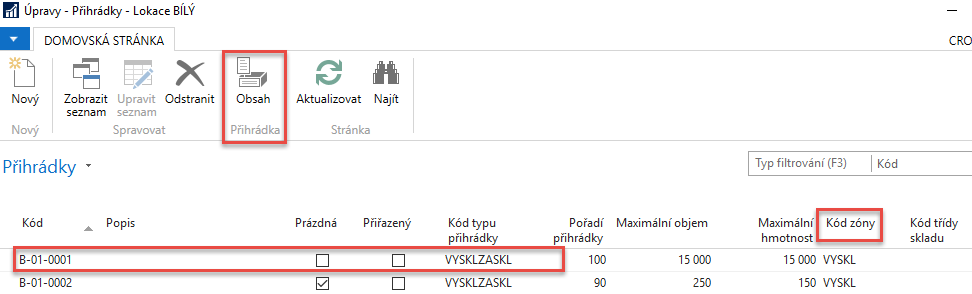 Úpravy - Přihrádky - Lokace BÍLÝ
DOMOVSKÁ STRÁNKA
CRO
Nový
Zobrazit seznam
Upravit seznam
Odstranit
Obsah
Aktualizovat
Najít
Nový
Spravovat
Přihrádka
Stránka
Přihrádky
Typ filtrování (F3)
Kód
Kód
Popis
Prázdná
Přiřazený
Kód typu přihrádky
Pořadí přihrádky
Maximální objem
Maximální hmotnost
Kód zóny
Kód třídy skladu
B-01-0001 VYSKLZASKL 100 15 000 15 000 VYSKL
B-01-0002 VYSKLZASKL 90 250 150 VYSKL